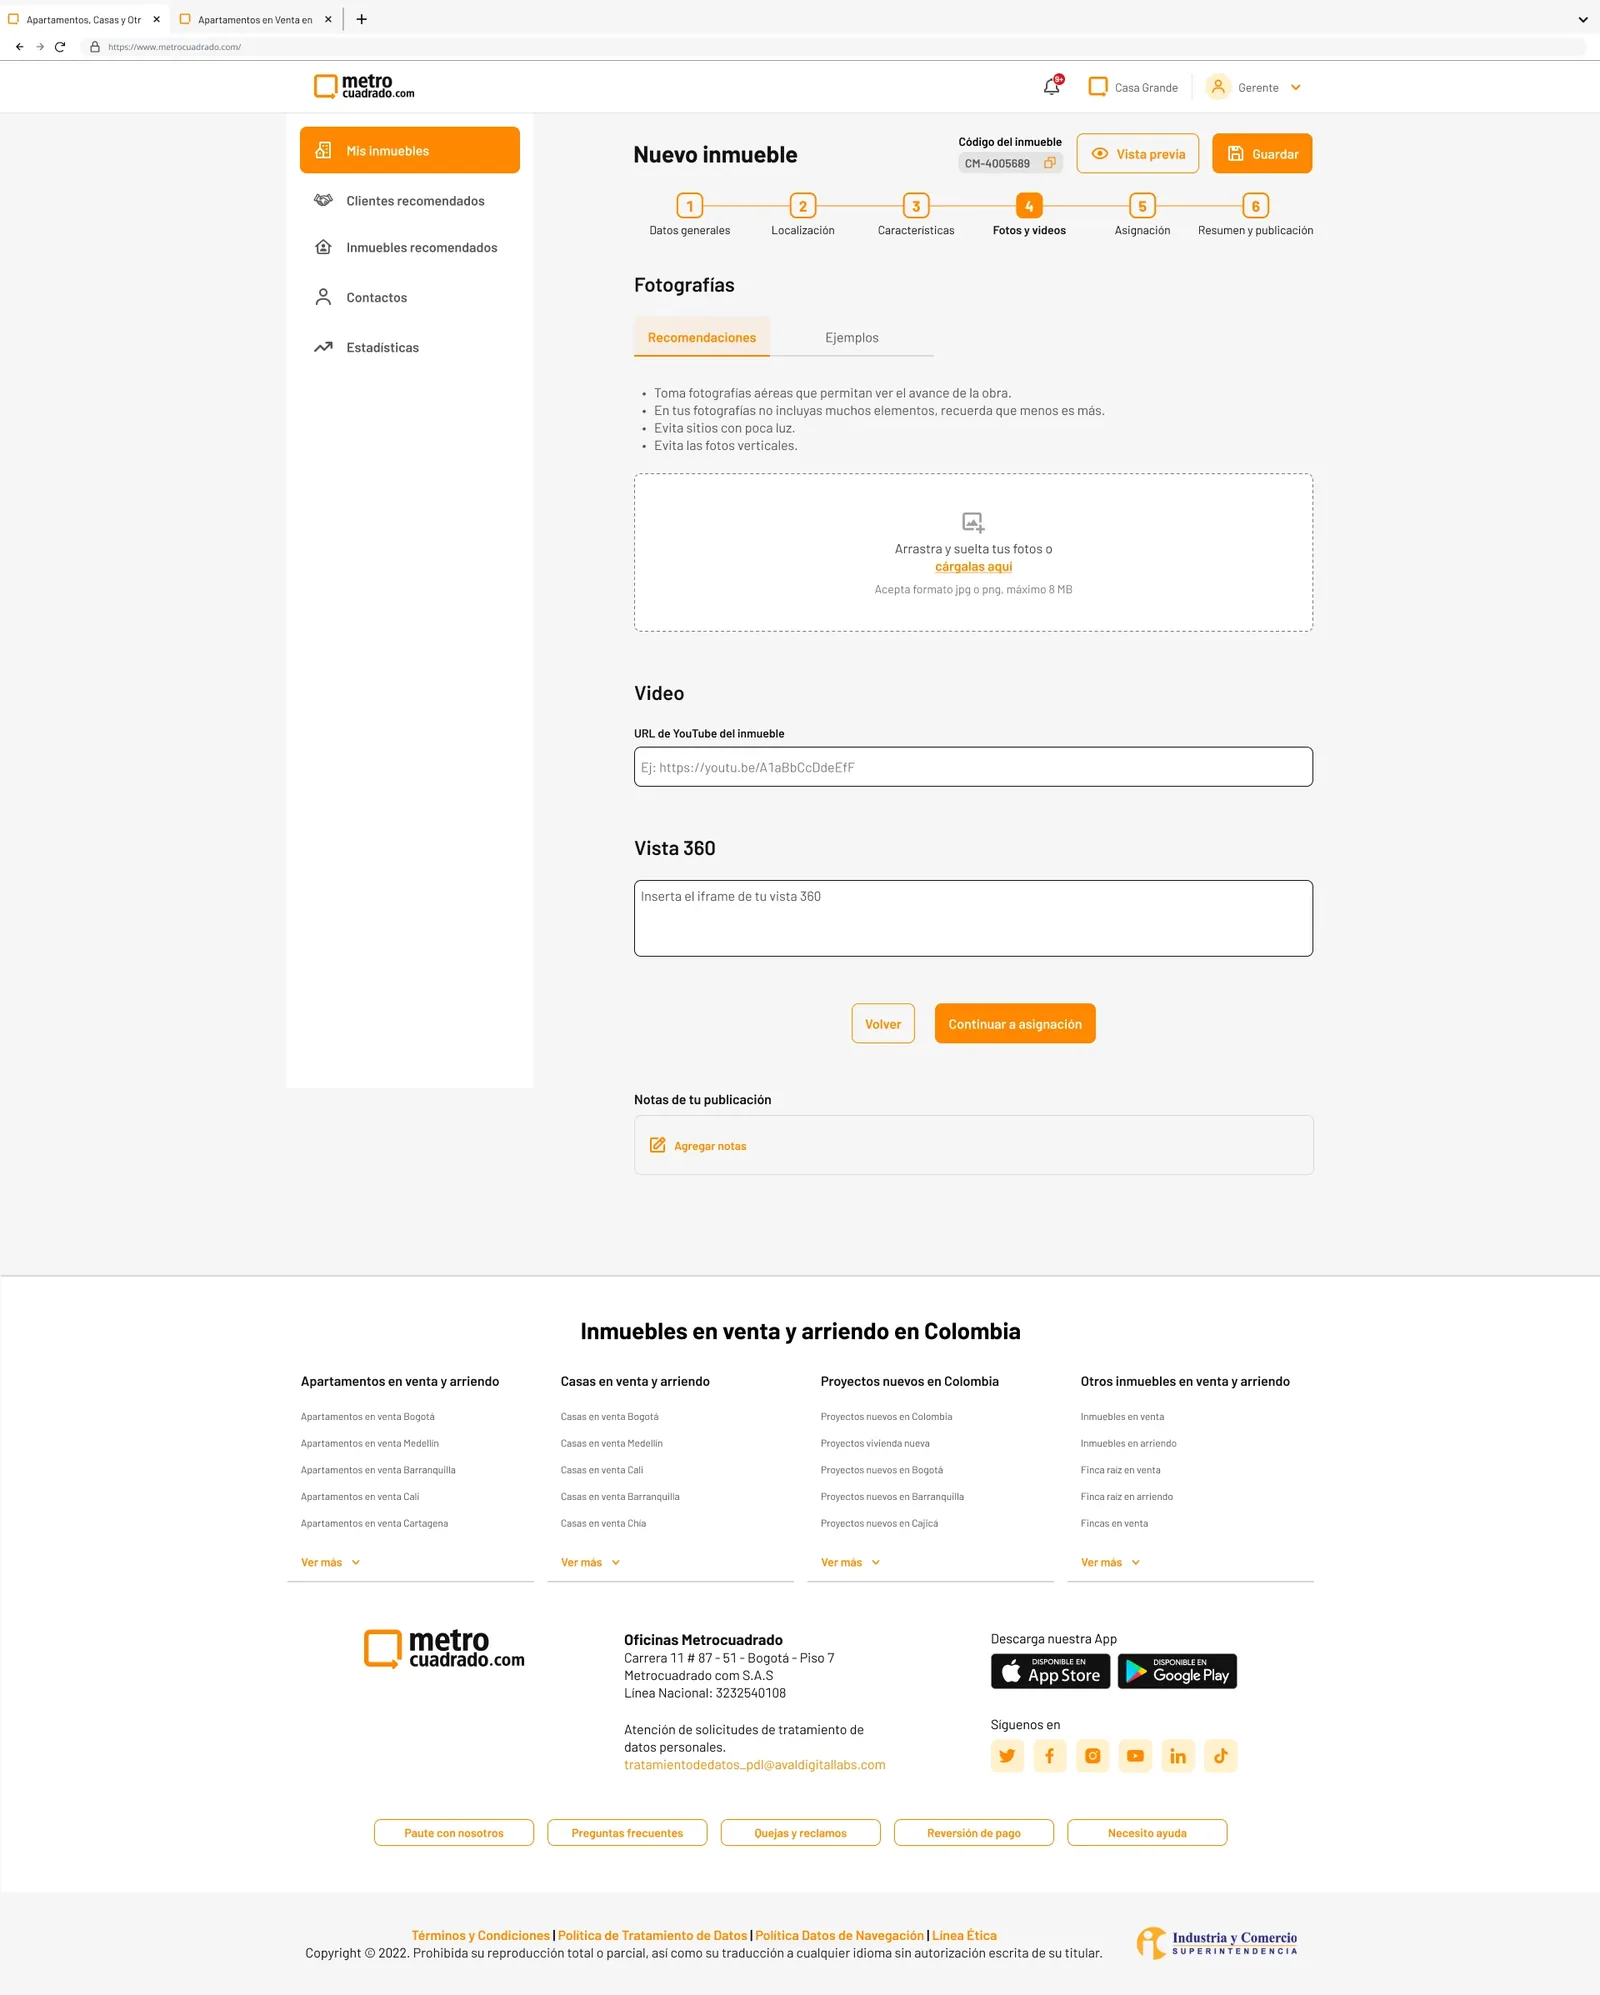 Apartamentos, Casas y Otr
Apartamentos en Venta en
https://www.metrocuadrado.com/
metro
cuadrado.com
9+
Casa Grande
Gerente
Mis inmuebles
Clientes recomendados
Inmuebles recomendados
Contactos
Estadísticas
Nuevo inmueble
Código del inmueble
CM-4005689
Vista previa
Guardar
1
2
3
4
5
6
Datos generales
Localización
Características
Fotos y videos
Asignación
Resumen y publicación
Fotografías
Recomendaciones
Ejemplos
• Toma fotografías aéreas que permitan ver el avance de la obra.
• En tus fotografías no incluyas muchos elementos, recuerda que menos es más.
• Evita sitios con poca luz.
• Evita las fotos verticales.
Arrastra y suelta tus fotos o
cárgalas aquí
Acepta formato jpg o png, máximo 8 MB
Video
URL de YouTube del inmueble
Ej: https://youtu.be/A1aBbCcDdeEfF
Vista 360
Inserta el iframe de tu vista 360
Volver
Continuar a asignación
Notas de tu publicación
Agregar notas
Inmuebles en venta y arriendo en Colombia
Apartamentos en venta y arriendo
Apartamentos en venta Bogotá
Apartamentos en venta Medellín
Apartamentos en venta Barranquilla
Apartamentos en venta Cali
Apartamentos en venta Cartagena
Ver más
Casas en venta y arriendo
Casas en venta Bogotá
Casas en venta Medellín
Casas en venta Cali
Casas en venta Barranquilla
Casas en venta Chía
Ver más
Proyectos nuevos en Colombia
Proyectos nuevos en Colombia
Proyectos vivienda nueva
Proyectos nuevos en Bogotá
Proyectos nuevos en Barranquilla
Proyectos nuevos en Cajicá
Ver más
Otros inmuebles en venta y arriendo
Inmuebles en venta
Inmuebles en arriendo
Finca raíz en venta
Finca raíz en arriendo
Fincas en venta
Ver más
metro
cuadrado.com
Oficinas Metrocuadrado
Carrera 11 # 87 - 51 - Bogotá - Piso 7
Metrocuadrado com S.A.S
Línea Nacional: 3232540108
Atención de solicitudes de tratamiento de
datos personales.
tratamientodedatos_pdl@avaldigitallabs.com
Descarga nuestra App
DISPONIBLE EN
App Store
DISPONIBLE EN
Google Play
Síguenos en
Paute con nosotros
Preguntas frecuentes
Quejas y reclamos
Reversión de pago
Necesito ayuda
Términos y Condiciones | Política de Tratamiento de Datos | Política Datos de Navegación | Línea Ética
Copyright © 2022. Prohibida su reproducción total o parcial, así como su traducción a cualquier idioma sin autorización escrita de su titular.
Industria y Comercio
SUPERINTENDENCIA